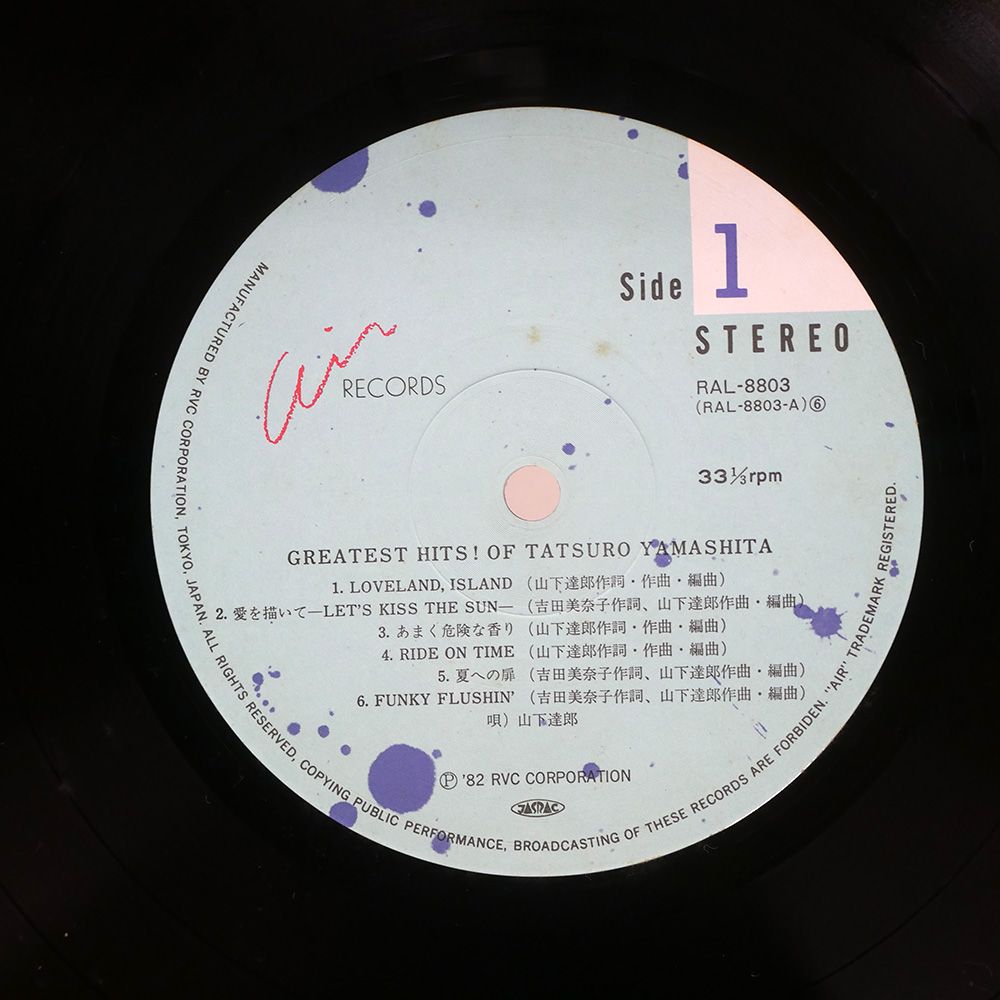 Side 1
STEREO
Air RECORDS
RAL-8803
(RAL-8803-A)⑥
33 1/3 rpm
GREATEST HITS! OF TATSURO YAMASHITA
1. LOVELAND, ISLAND (山下達郎作詞・作曲・編曲)
2. 愛を描いて—LET'S KISS THE SUN— (吉田美奈子作詞、山下達郎作曲・編曲)
3. あまく危険な香り (山下達郎作詞・作曲・編曲)
4. RIDE ON TIME (山下達郎作詞・作曲・編曲)
5. 夏への扉 (吉田美奈子作詞、山下達郎作曲・編曲)
6. FUNKY FLUSHIN' (吉田美奈子作詞、山下達郎作曲・編曲)
唄) 山下達郎
Ⓟ '82 RVC CORPORATION
JASRAC
MANUFACTURED BY RVC CORPORATION, TOKYO, JAPAN. ALL RIGHTS RESERVED, COPYING PUBLIC PERFORMANCE, BROADCASTING OF THESE RECORDS ARE FORBIDEN. "AIR" TRADEMARK REGISTERED.